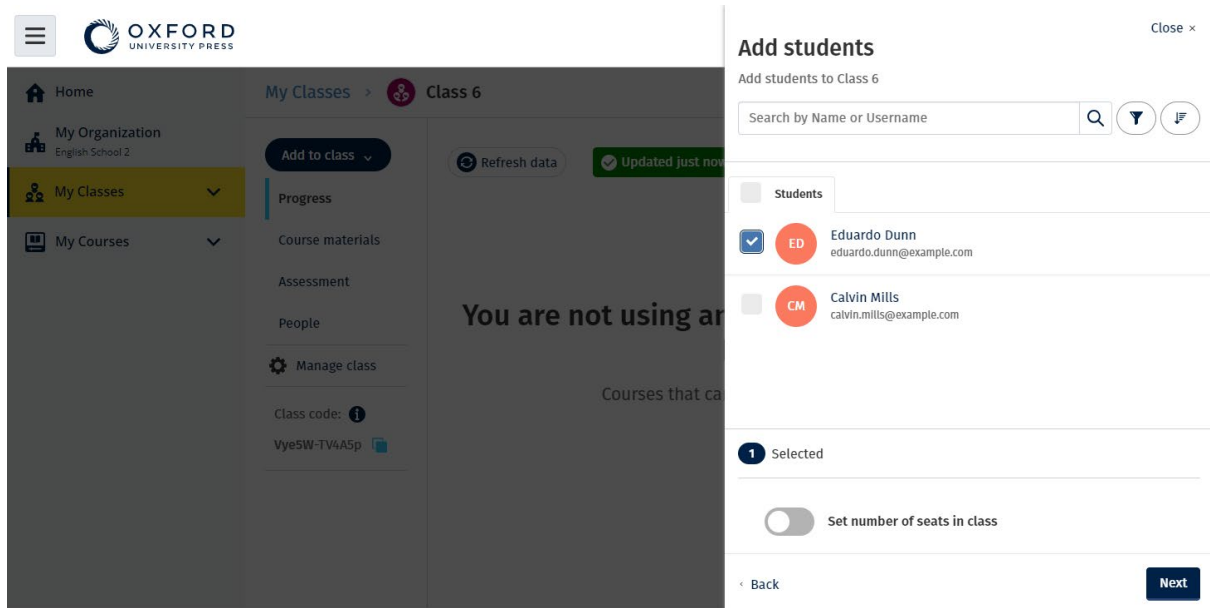 OXFORD
UNIVERSITY PRESS
Home
My Organization
English School 2
My Classes
My Courses
My Classes > Class 6
Add to class
Refresh data
Updated just now
Progress
Course materials
Assessment
People
Manage class
Class code:
Vye5W-TV4A5p
You are not using
Courses that
Close ×
Add students
Add students to Class 6
Search by Name or Username
Students
ED
Eduardo Dunn
eduardo.dunn@example.com
CM
Calvin Mills
calvin.mills@example.com
1 Selected
Set number of seats in class
‹ Back
Next